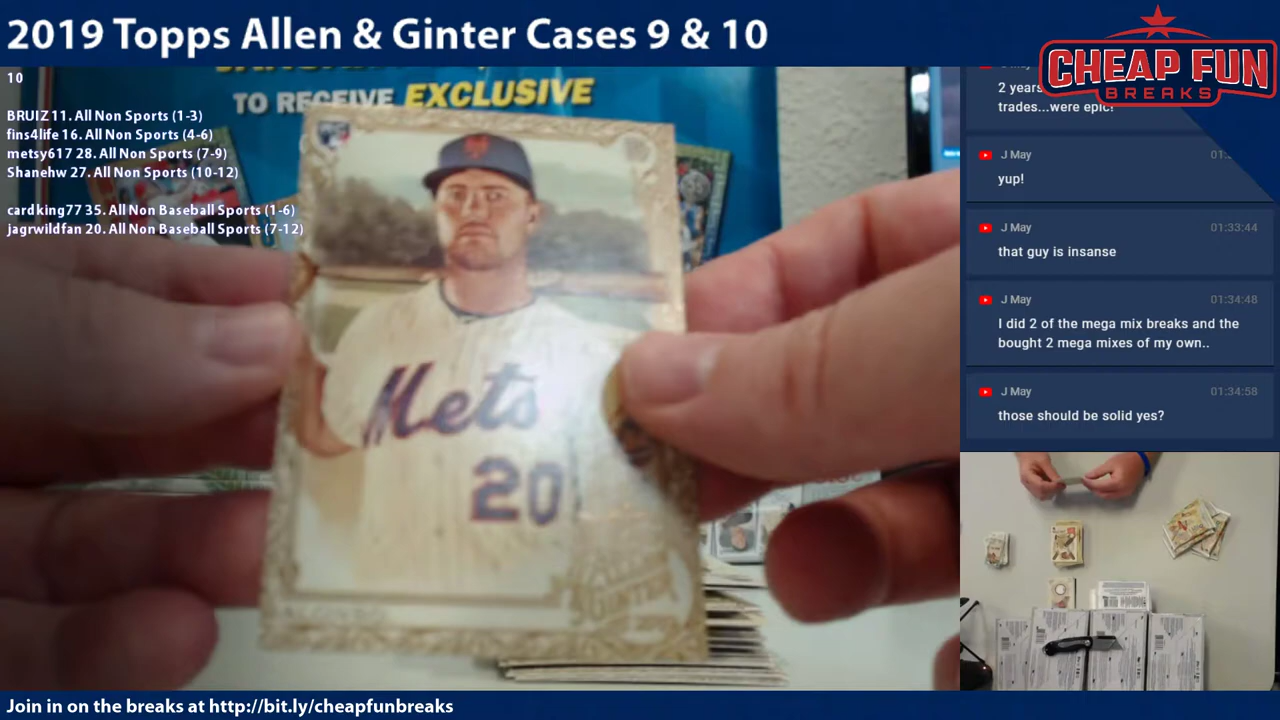 2019 Topps Allen & Ginter Cases 9 & 10
CHEAP FUN
BREAKS
TO RECEIVE EXCLUSIVE
10
BRUIZ 11. All Non Sports (1-3)
fins4life 16. All Non Sports (4-6)
metsy617 28. All Non Sports (7-9)
Shanehw 27. All Non Sports (10-12)
cardking77 35. All Non Baseball Sports (1-6)
jagrwildfan 20. All Non Baseball Sports (7-12)
Mets
20
GINTER
2 years
trades...were epic!
J May
yup!
J May 01:33:44
that guy is insanse
J May 01:34:48
I did 2 of the mega mix breaks and the
bought 2 mega mixes of my own..
J May 01:34:58
those should be solid yes?
Join in on the breaks at http://bit.ly/cheapfunbreaks